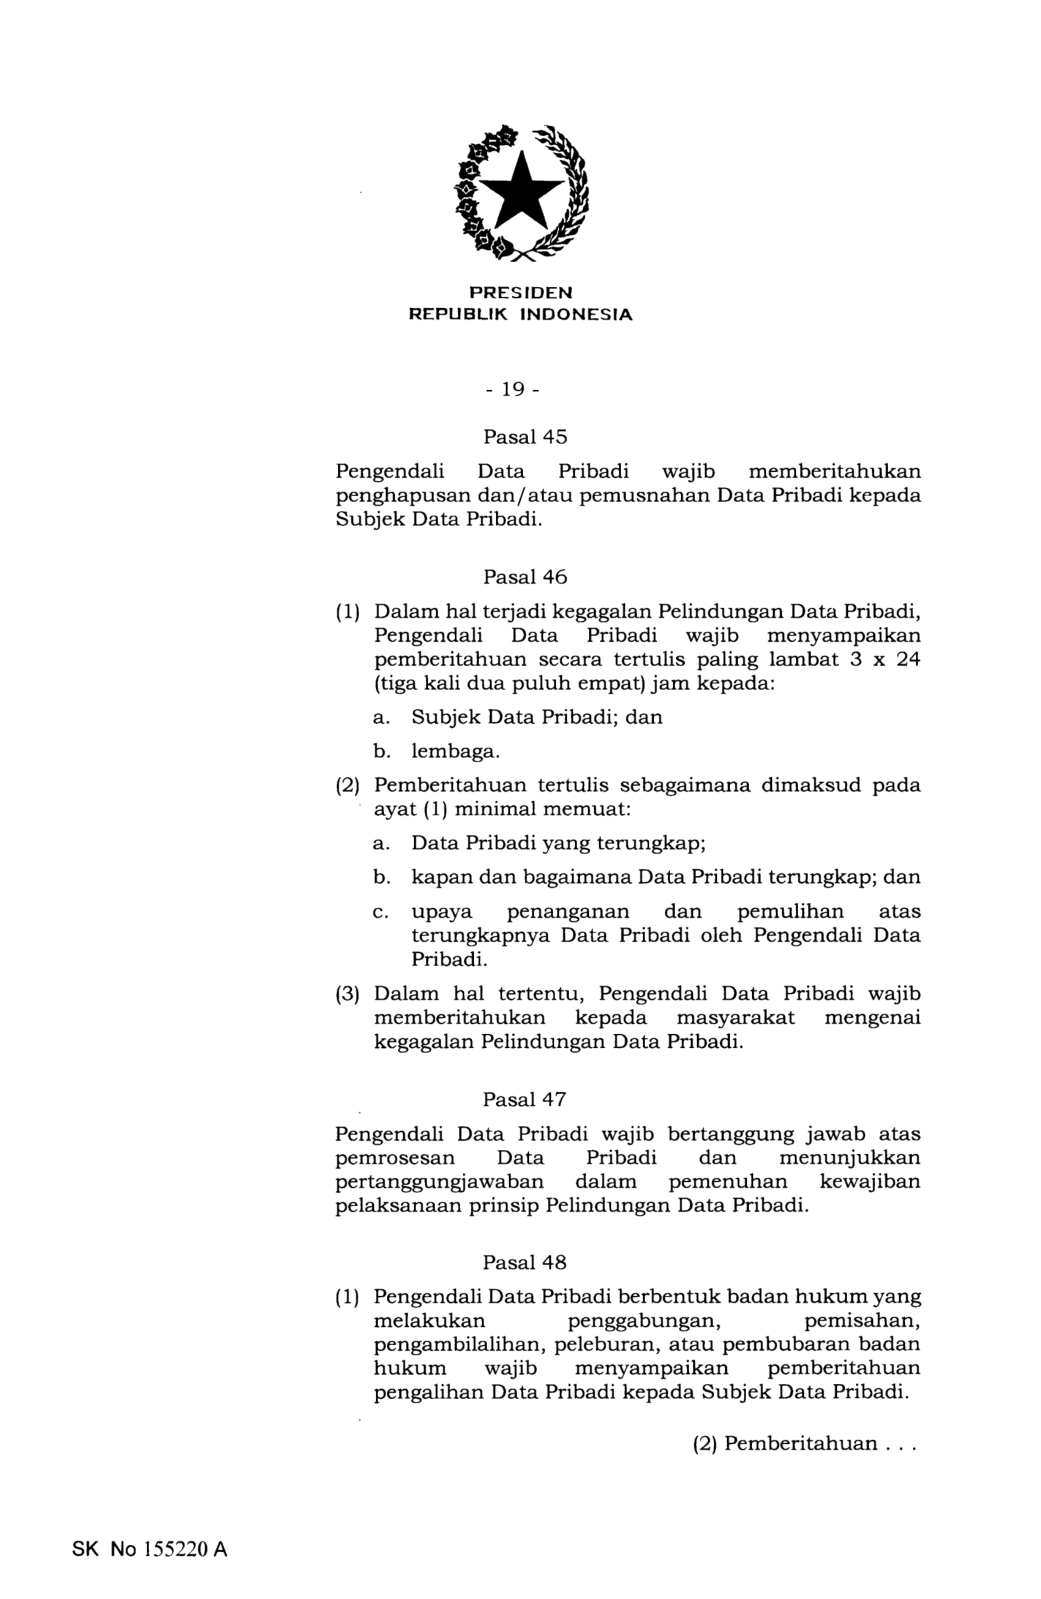 PRESIDEN
REPUBLIK INDONESIA
- 19 -
Pasal 45
Pengendali Data Pribadi wajib memberitahukan
penghapusan dan/atau pemusnahan Data Pribadi kepada
Subjek Data Pribadi.
Pasal 46
(1) Dalam hal terjadi kegagalan Pelindungan Data Pribadi,
Pengendali Data Pribadi wajib menyampaikan
pemberitahuan secara tertulis paling lambat 3 x 24
(tiga kali dua puluh empat) jam kepada:
a. Subjek Data Pribadi; dan
b. lembaga.
(2) Pemberitahuan tertulis sebagaimana dimaksud pada
ayat (1) minimal memuat:
a. Data Pribadi yang terungkap;
b. kapan dan bagaimana Data Pribadi terungkap; dan
c. upaya penanganan dan pemulihan atas
terungkapnya Data Pribadi oleh Pengendali Data
Pribadi.
(3) Dalam hal tertentu, Pengendali Data Pribadi wajib
memberitahukan kepada masyarakat mengenai
kegagalan Pelindungan Data Pribadi.
Pasal 47
Pengendali Data Pribadi wajib bertanggung jawab atas
pemrosesan Data Pribadi dan menunjukkan
pertanggungjawaban dalam pemenuhan kewajiban
pelaksanaan prinsip Pelindungan Data Pribadi.
Pasal 48
(1) Pengendali Data Pribadi berbentuk badan hukum yang
melakukan penggabungan, pemisahan,
pengambilalihan, peleburan, atau pembubaran badan
hukum wajib menyampaikan pemberitahuan
pengalihan Data Pribadi kepada Subjek Data Pribadi.
(2) Pemberitahuan . . .
SK No 155220 A